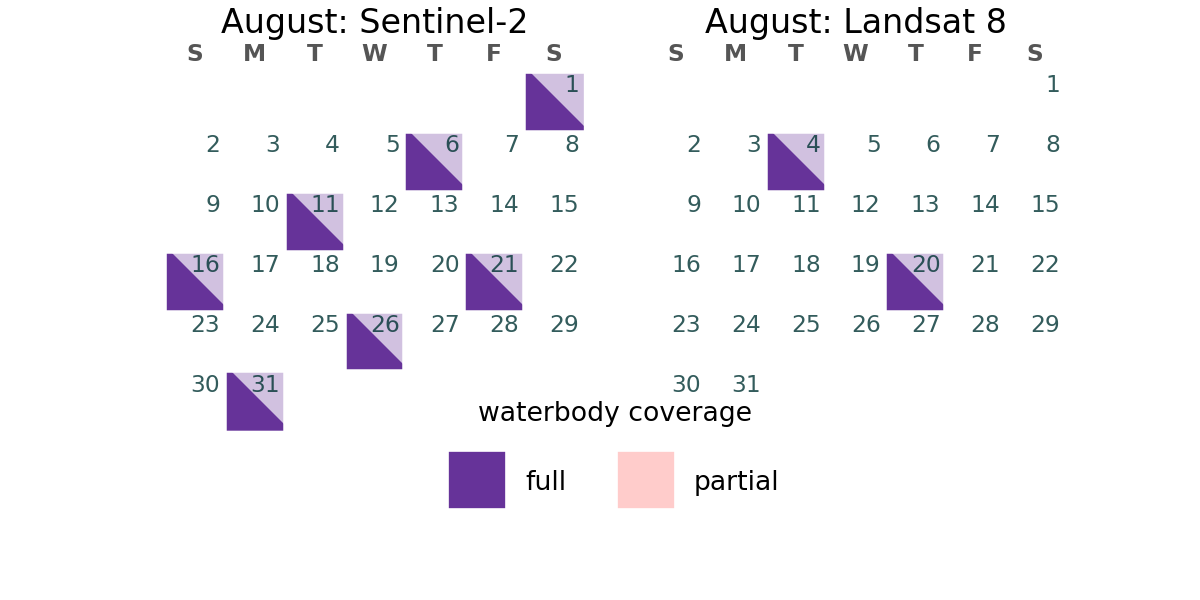 August: Sentinel-2
S M T W T F S
1
2 3 4 5 6 7 8
9 10 11 12 13 14 15
16 17 18 19 20 21 22
23 24 25 26 27 28 29
30 31
August: Landsat 8
S M T W T F S
1
2 3 4 5 6 7 8
9 10 11 12 13 14 15
16 17 18 19 20 21 22
23 24 25 26 27 28 29
30 31
waterbody coverage
full partial